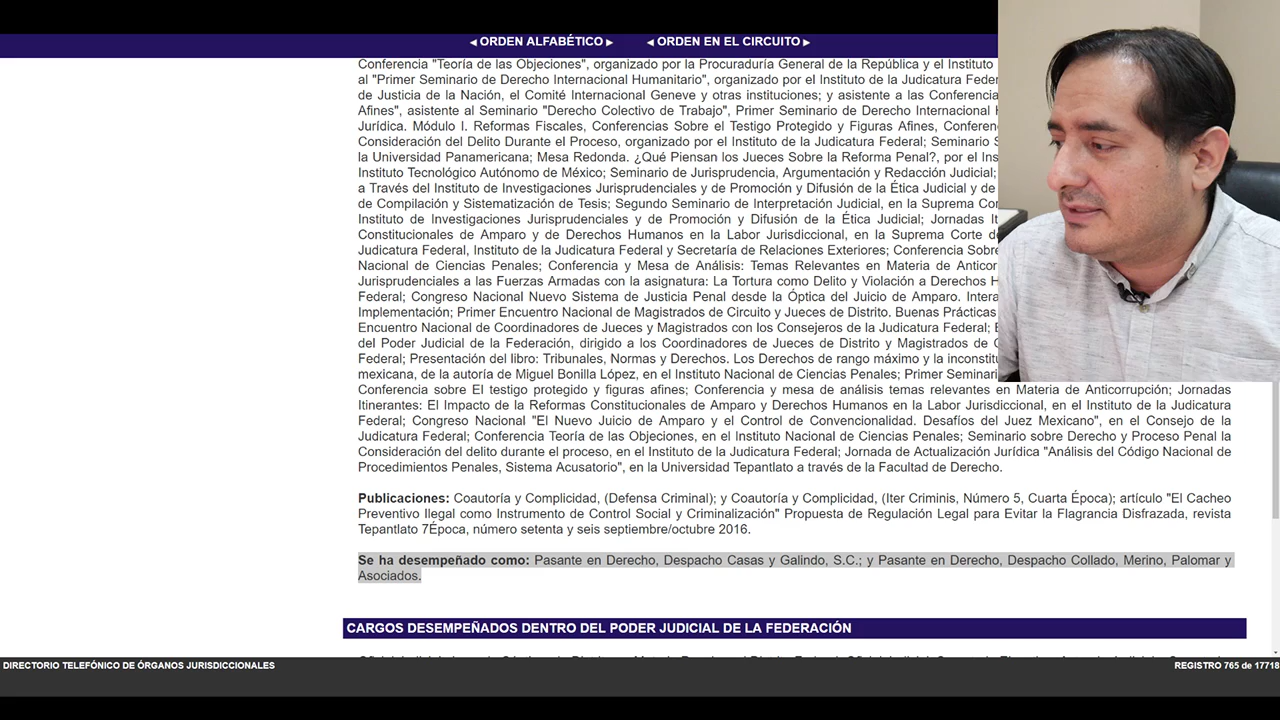 ◄ ORDEN ALFABÉTICO ► ◄ ORDEN EN EL CIRCUITO ►
Conferencia "Teoría de las Objeciones", organizado por la Procuraduría General de la República y el Instituto
al "Primer Seminario de Derecho Internacional Humanitario", organizado por el Instituto de la Judicatura Feder
de Justicia de la Nación, el Comité Internacional Geneve y otras instituciones; y asistente a las Conferencia
Afines", asistente al Seminario "Derecho Colectivo de Trabajo", Primer Seminario de Derecho Internacional
Jurídica. Módulo I. Reformas Fiscales, Conferencias Sobre el Testigo Protegido y Figuras Afines, Conferen
Consideración del Delito Durante el Proceso, organizado por el Instituto de la Judicatura Federal; Seminario
la Universidad Panamericana; Mesa Redonda. ¿Qué Piensan los Jueces Sobre la Reforma Penal?, por el Ins
Instituto Tecnológico Autónomo de México; Seminario de Jurisprudencia, Argumentación y Redacción Judicial;
a Través del Instituto de Investigaciones Jurisprudenciales y de Promoción y Difusión de la Ética Judicial y de
de Compilación y Sistematización de Tesis; Segundo Seminario de Interpretación Judicial, en la Suprema Cor
Instituto de Investigaciones Jurisprudenciales y de Promoción y Difusión de la Ética Judicial; Jornadas It
Constitucionales de Amparo y de Derechos Humanos en la Labor Jurisdiccional, en la Suprema Corte de
Judicatura Federal, Instituto de la Judicatura Federal y Secretaría de Relaciones Exteriores; Conferencia Sobre
Nacional de Ciencias Penales; Conferencia y Mesa de Análisis: Temas Relevantes en Materia de Anticor
Jurisprudenciales a las Fuerzas Armadas con la asignatura: La Tortura como Delito y Violación a Derechos H
Federal; Congreso Nacional Nuevo Sistema de Justicia Penal desde la Óptica del Juicio de Amparo. Intera
Implementación; Primer Encuentro Nacional de Magistrados de Circuito y Jueces de Distrito. Buenas Prácticas
Encuentro Nacional de Coordinadores de Jueces y Magistrados con los Consejeros de la Judicatura Federal;
del Poder Judicial de la Federación, dirigido a los Coordinadores de Jueces de Distrito y Magistrados de
Federal; Presentación del libro: Tribunales, Normas y Derechos. Los Derechos de rango máximo y la inconstitu
mexicana, de la autoría de Miguel Bonilla López, en el Instituto Nacional de Ciencias Penales; Primer Seminari
Conferencia sobre El testigo protegido y figuras afines; Conferencia y mesa de análisis temas relevantes en Materia de Anticorrupción; Jornadas
Itinerantes: El Impacto de la Reformas Constitucionales de Amparo y Derechos Humanos en la Labor Jurisdiccional, en el Instituto de la Judicatura
Federal; Congreso Nacional "El Nuevo Juicio de Amparo y el Control de Convencionalidad. Desafíos del Juez Mexicano", en el Consejo de la
Judicatura Federal; Conferencia Teoría de las Objeciones, en el Instituto Nacional de Ciencias Penales; Seminario sobre Derecho y Proceso Penal la
Consideración del delito durante el proceso, en el Instituto de la Judicatura Federal; Jornada de Actualización Jurídica "Análisis del Código Nacional de
Procedimientos Penales, Sistema Acusatorio", en la Universidad Tepantlato a través de la Facultad de Derecho.
Publicaciones: Coautoría y Complicidad, (Defensa Criminal); y Coautoría y Complicidad, (Iter Criminis, Número 5, Cuarta Época); artículo "El Cacheo
Preventivo Ilegal como Instrumento de Control Social y Criminalización" Propuesta de Regulación Legal para Evitar la Flagrancia Disfrazada, revista
Tepantlato 7Época, número setenta y seis septiembre/octubre 2016.
Se ha desempeñado como: Pasante en Derecho, Despacho Casas y Galindo, S.C.; y Pasante en Derecho, Despacho Collado, Merino, Palomar y
Asociados.
CARGOS DESEMPEÑADOS DENTRO DEL PODER JUDICIAL DE LA FEDERACIÓN
DIRECTORIO TELEFÓNICO DE ÓRGANOS JURISDICCIONALES REGISTRO 765 de 17718